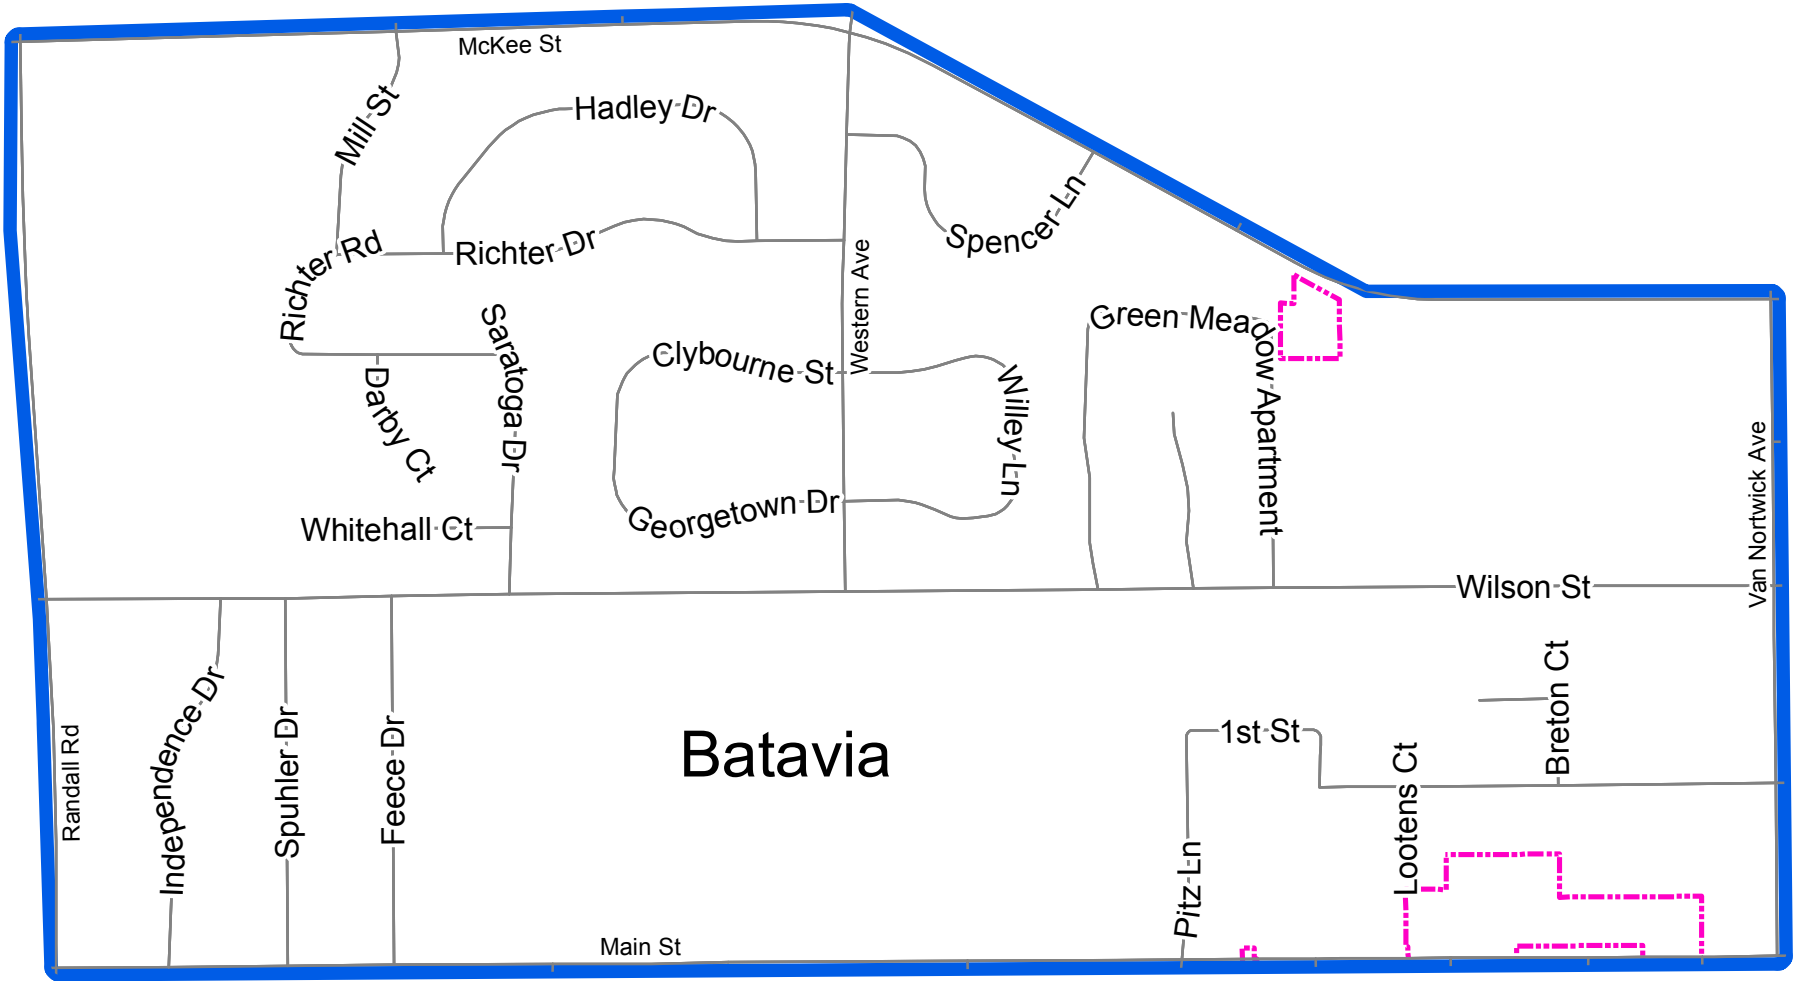 McKee St
Mill St
Hadley Dr
Spencer Ln
Richter Rd
Richter Dr
Western Ave
Green Meadow Apartment
Saratoga Dr
Clybourne St
Willey Ln
Darby Ct
Georgetown Dr
Whitehall Ct
Van Nortwick Ave
Wilson St
Independence Dr
Spuhler Dr
Feece Dr
Batavia
1st St
Breton Ct
Lootens Ct
Randall Rd
Pitz Ln
Main St